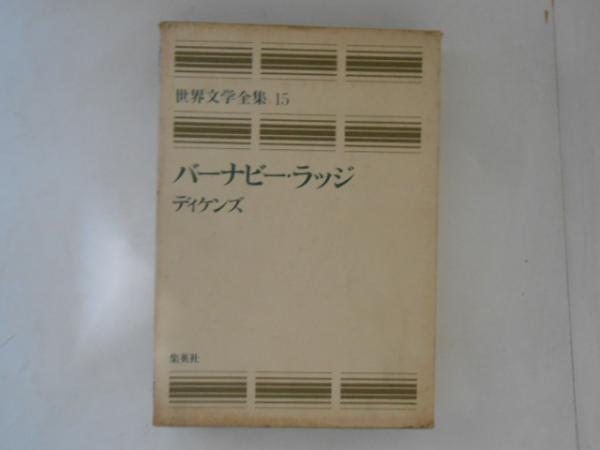 世界文学全集 15
バーナビー・ラッジ
ディケンズ
集英社